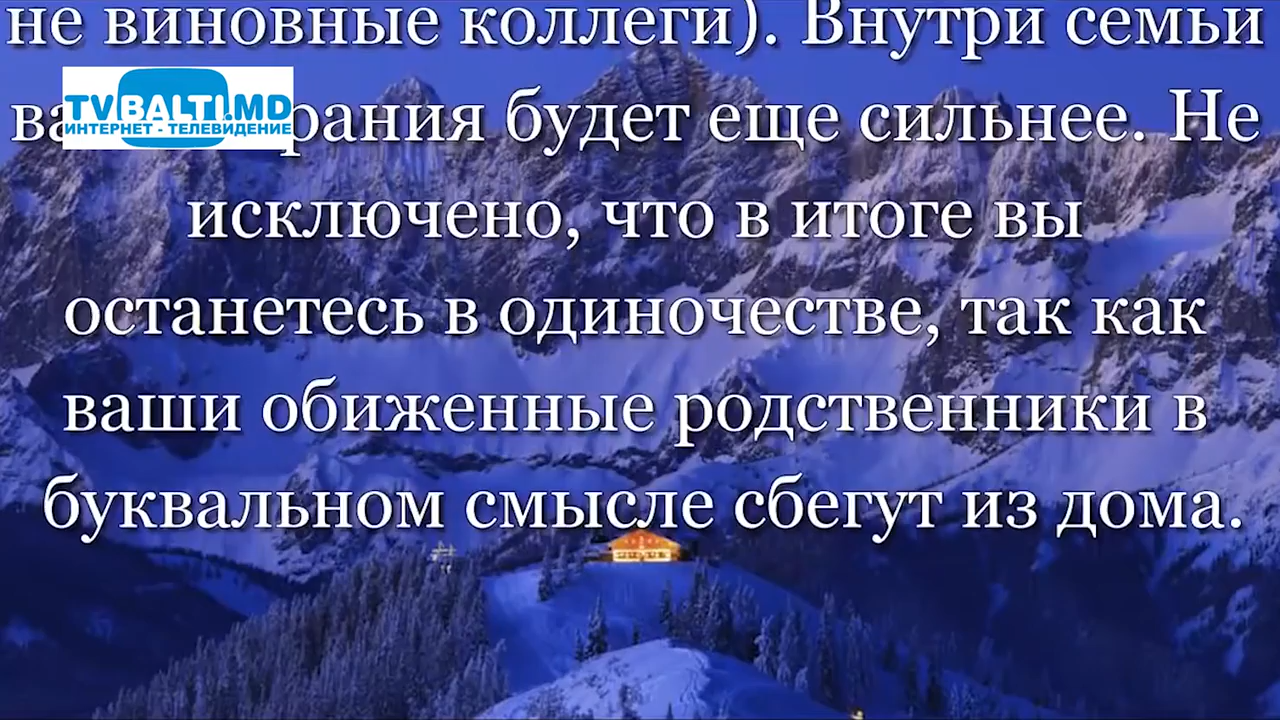 не виновные коллеги). Внутри семьи
TVBALTI.MD
ИНТЕРНЕТ - ТЕЛЕВИДЕНИЕ
будет еще сильнее. Не
исключено, что в итоге вы
останетесь в одиночестве, так как
ваши обиженные родственники в
буквальном смысле сбегут из дома.